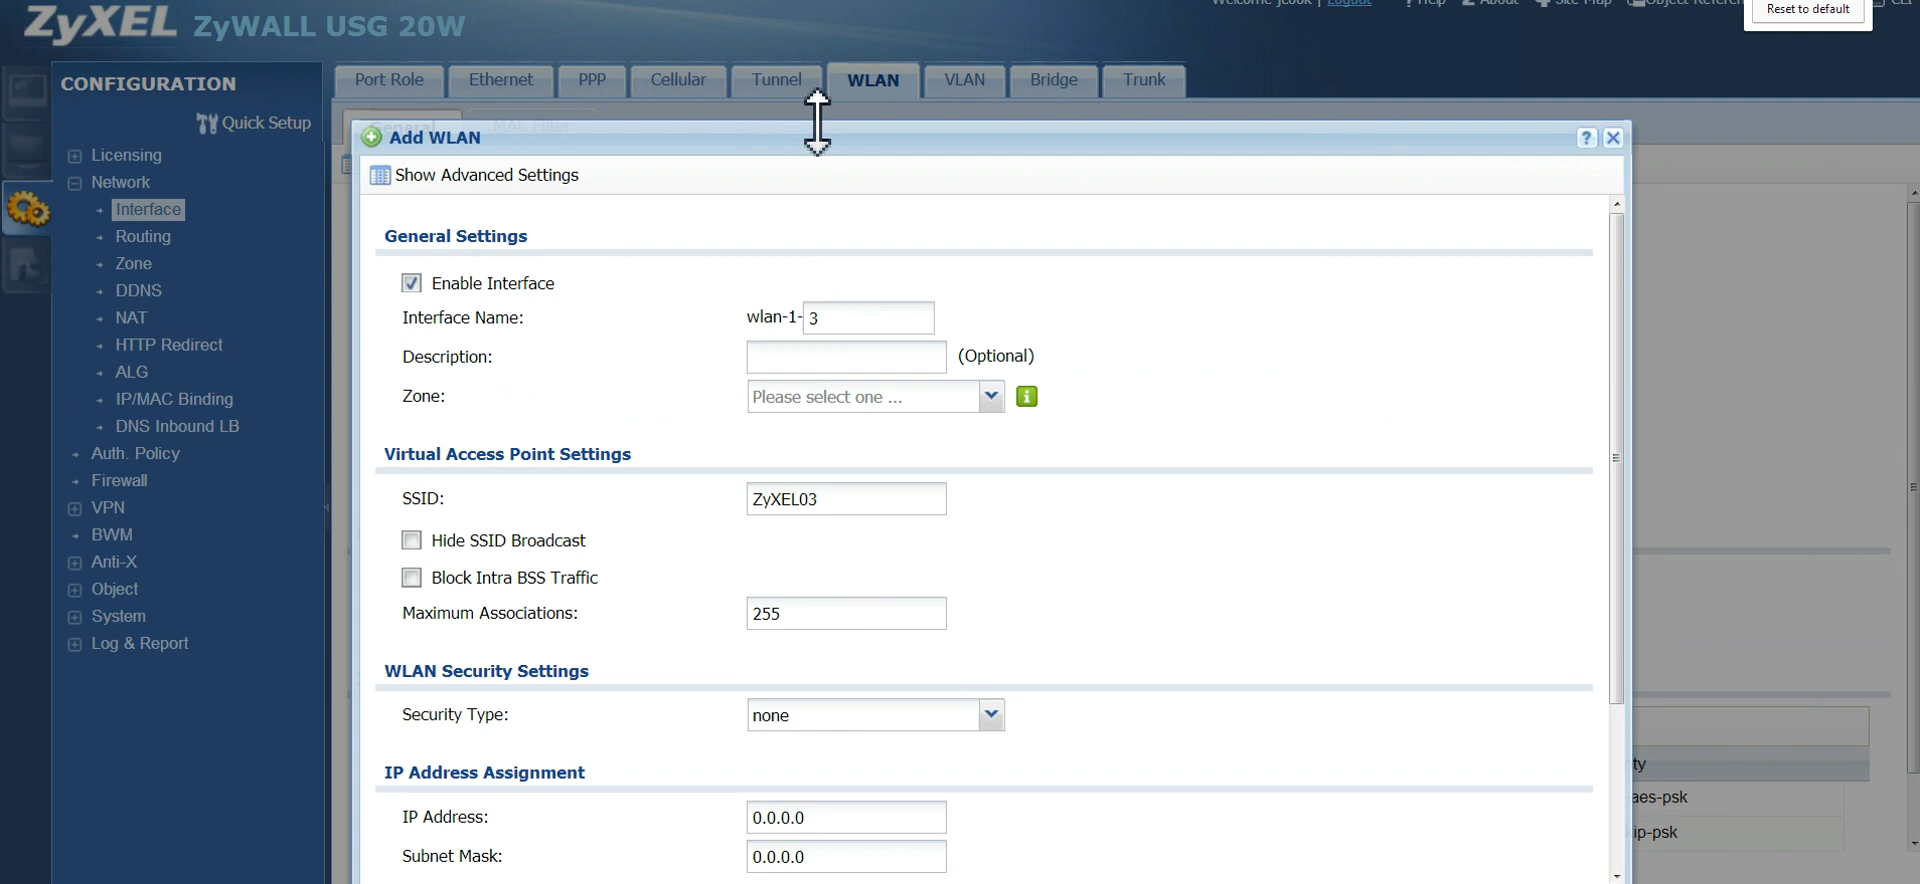 Welcome jcook | Logout ?Help About Site Map Object Reference CLI
Reset to default
ZyXEL ZyWALL USG 20W
CONFIGURATION
Quick Setup
Licensing
Network
Interface
Routing
Zone
DDNS
NAT
HTTP Redirect
ALG
IP/MAC Binding
DNS Inbound LB
Auth. Policy
Firewall
VPN
BWM
Anti-X
Object
System
Log & Report
Port Role Ethernet PPP Cellular Tunnel WLAN VLAN Bridge Trunk
General MAC Filter
Add WLAN
Show Advanced Settings
General Settings
Enable Interface
Interface Name: wlan-1- 3
Description: (Optional)
Zone: Please select one ...
Virtual Access Point Settings
SSID: ZyXEL03
Hide SSID Broadcast
Block Intra BSS Traffic
Maximum Associations: 255
WLAN Security Settings
Security Type: none
IP Address Assignment
IP Address: 0.0.0.0
Subnet Mask: 0.0.0.0
ty
aes-psk
ip-psk